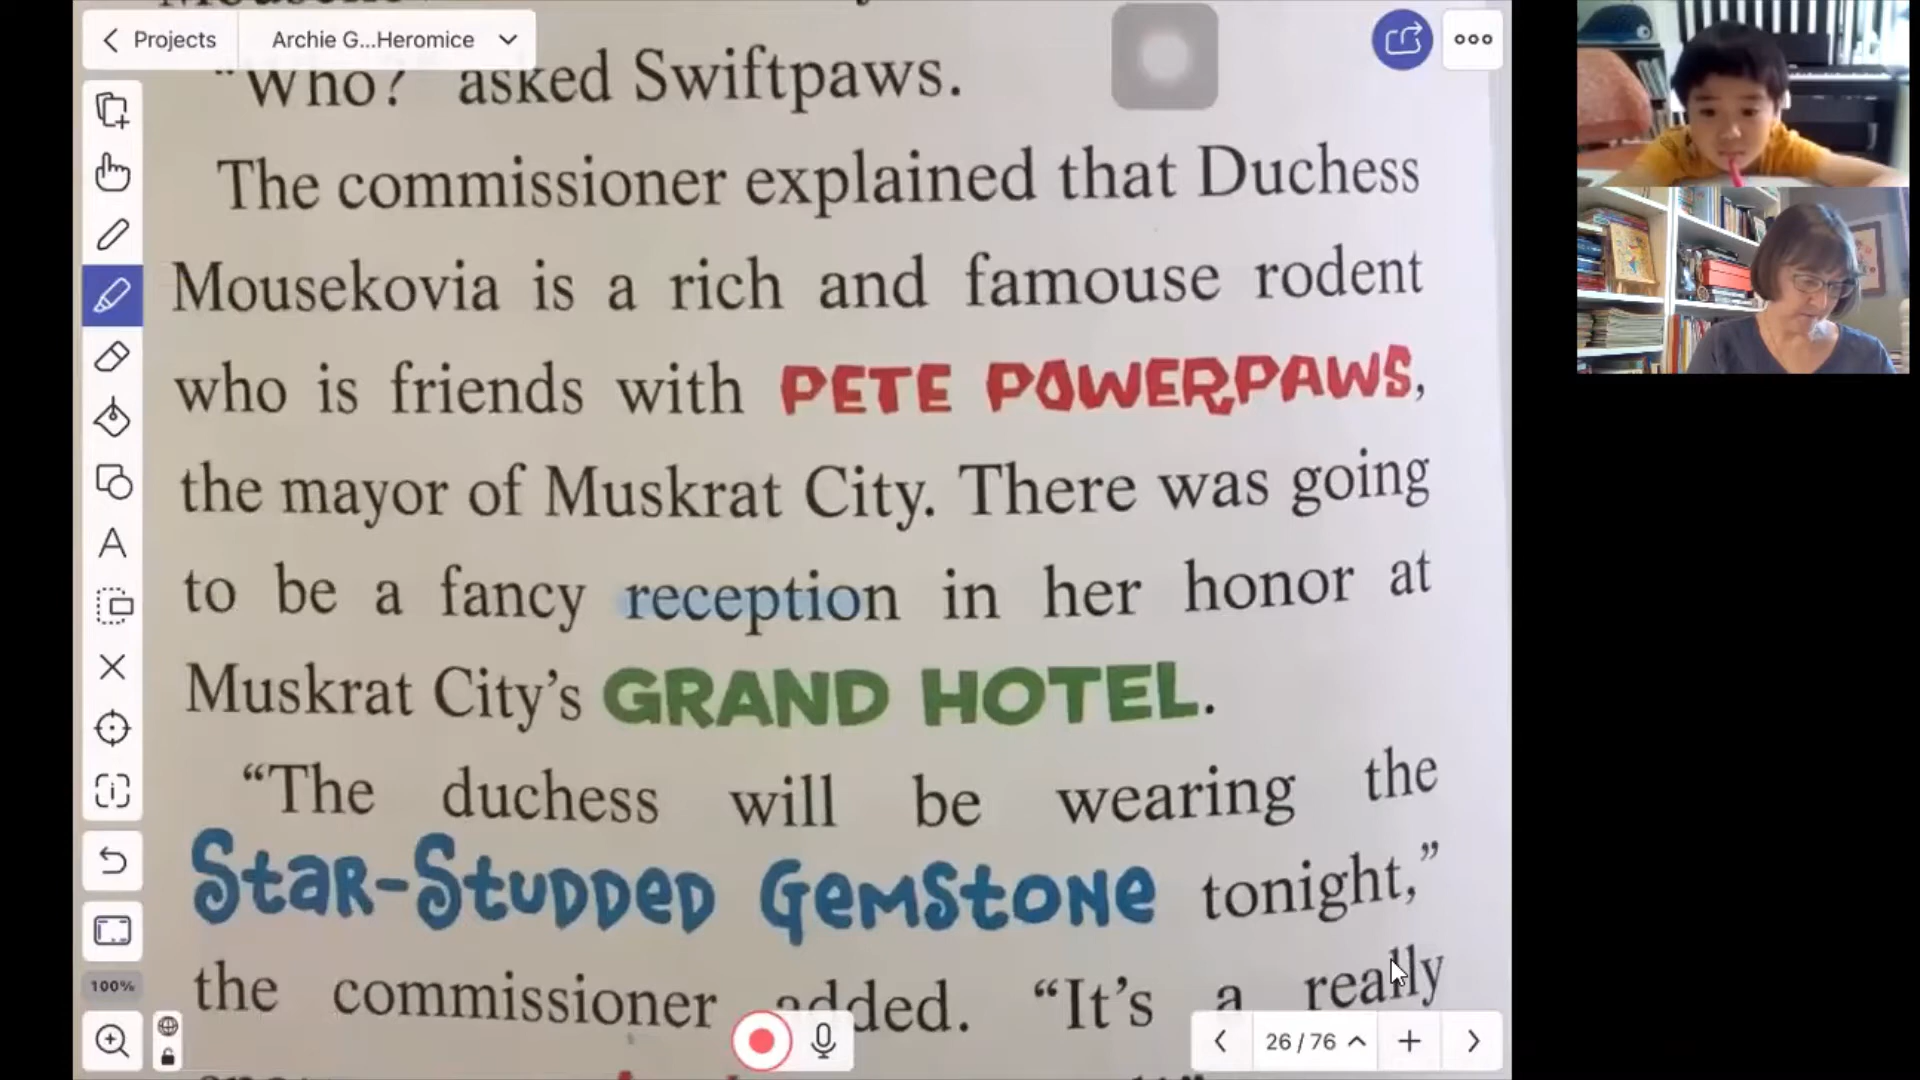 Projects
Archie G...Heromice
"Who?" asked Swiftpaws.
The commissioner explained that Duchess
Mousekovia is a rich and famouse rodent
who is friends with PETE POWERPAWS,
the mayor of Muskrat City. There was going
to be a fancy reception in her honor at
Muskrat City's GRAND HOTEL.
"The duchess will be wearing the
Star-Studded Gemstone tonight,"
the commissioner added. "It's a really
100%
26 / 76